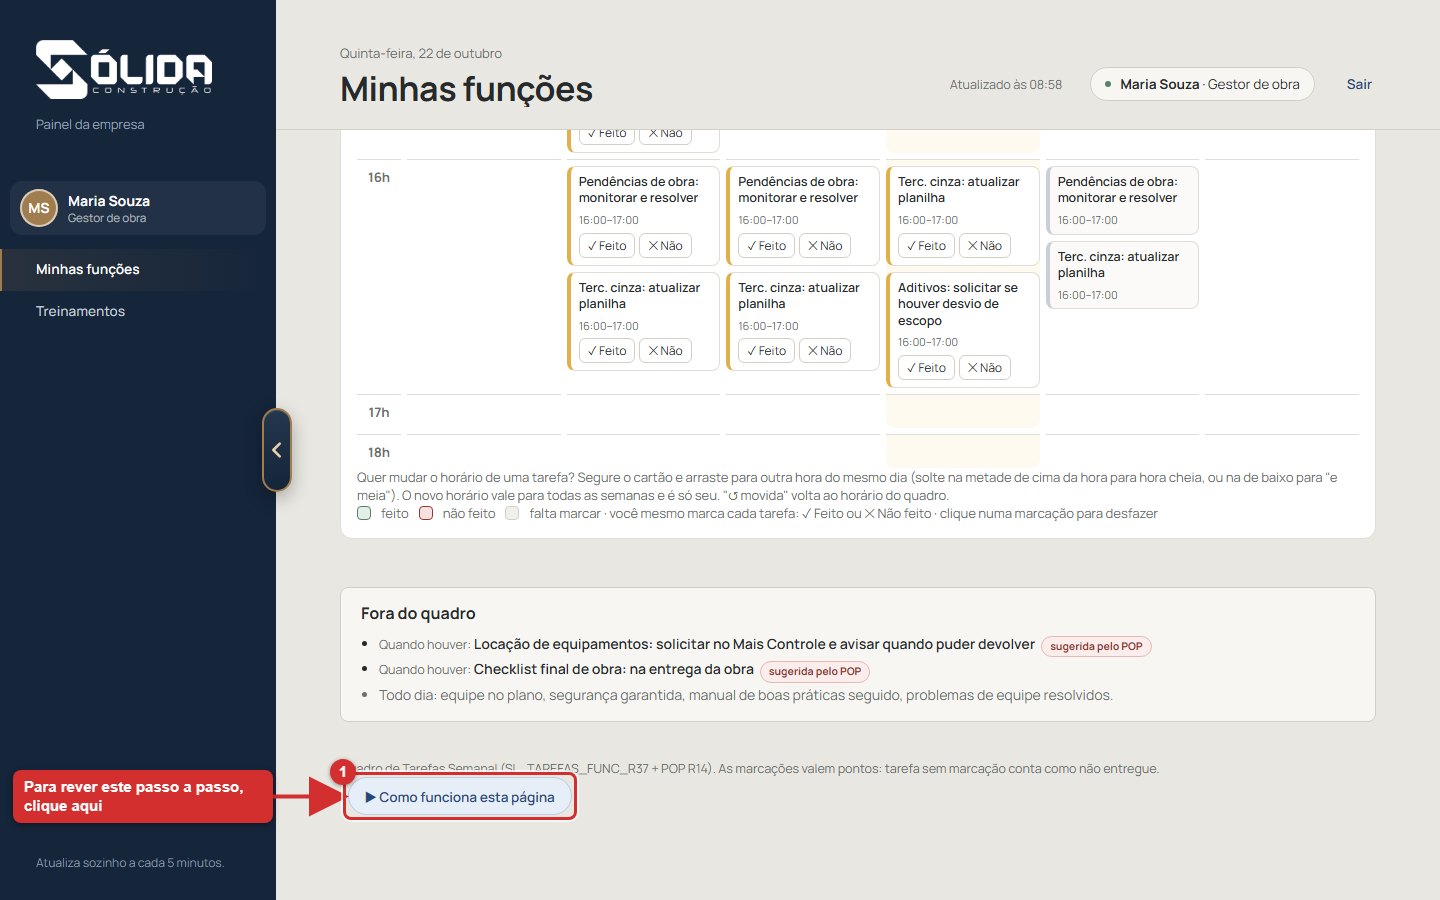 SÓLIDA
CONSTRUÇÃO
Painel da empresa
MS
Maria Souza
Gestor de obra
Minhas funções
Treinamentos
Para rever este passo a passo,
clique aqui
Atualiza sozinho a cada 5 minutos.
Quinta-feira, 22 de outubro
Minhas funções
Atualizado às 08:58
Maria Souza · Gestor de obra
Sair
✓ Feito
✕ Não
16h
Pendências de obra:
monitorar e resolver
16:00–17:00
✓ Feito
✕ Não
Terc. cinza: atualizar
planilha
16:00–17:00
✓ Feito
✕ Não
Pendências de obra:
monitorar e resolver
16:00–17:00
✓ Feito
✕ Não
Terc. cinza: atualizar
planilha
16:00–17:00
✓ Feito
✕ Não
Terc. cinza: atualizar
planilha
16:00–17:00
✓ Feito
✕ Não
Aditivos: solicitar se
houver desvio de
escopo
16:00–17:00
✓ Feito
✕ Não
Pendências de obra:
monitorar e resolver
16:00–17:00
Terc. cinza: atualizar
planilha
16:00–17:00
17h
18h
Quer mudar o horário de uma tarefa? Segure o cartão e arraste para outra hora do mesmo dia (solte na metade de cima da hora para hora cheia, ou na de baixo para "e
meia"). O novo horário vale para todas as semanas e é só seu. "↺ movida" volta ao horário do quadro.
feito não feito falta marcar · você mesmo marca cada tarefa: ✓ Feito ou ✕ Não feito · clique numa marcação para desfazer
Fora do quadro
Quando houver: Locação de equipamentos: solicitar no Mais Controle e avisar quando puder devolver sugerida pelo POP
Quando houver: Checklist final de obra: na entrega da obra sugerida pelo POP
Todo dia: equipe no plano, segurança garantida, manual de boas práticas seguido, problemas de equipe resolvidos.
1
de Tarefas Semanal TAREFAS_FUNC_R37 + POP R14). As marcações valem pontos: tarefa sem marcação conta como não entregue.
▶ Como funciona esta página